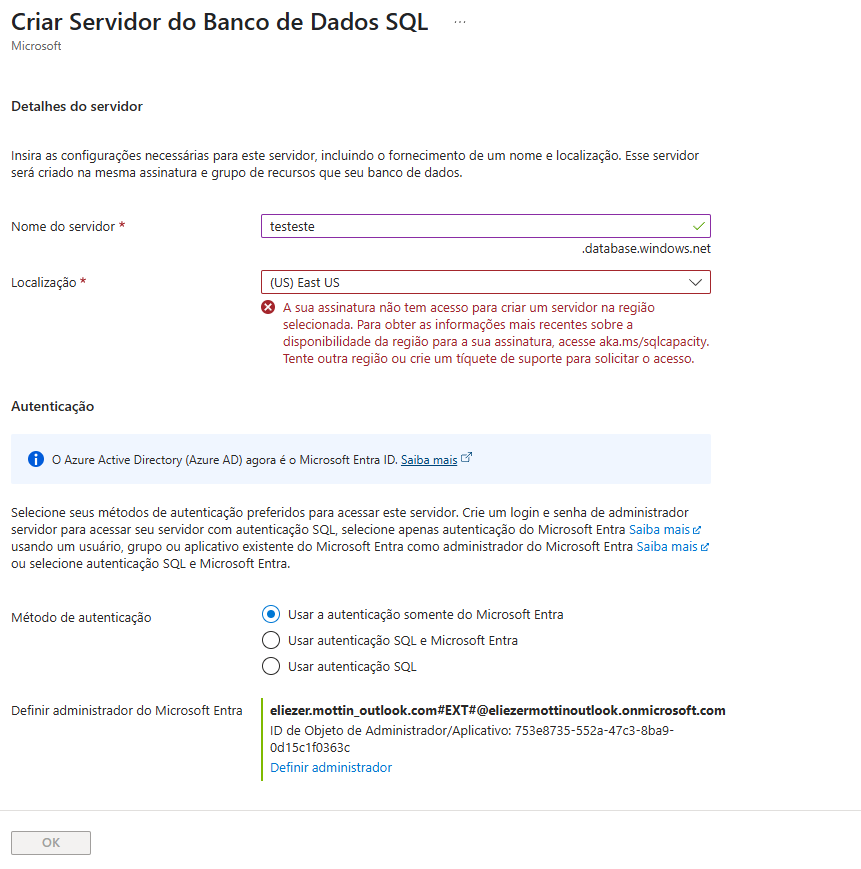 Criar Servidor do Banco de Dados SQL ...
Microsoft
Detalhes do servidor
Insira as configurações necessárias para este servidor, incluindo o fornecimento de um nome e localização. Esse servidor
será criado na mesma assinatura e grupo de recursos que seu banco de dados.
Nome do servidor *
testeste
.database.windows.net
Localização *
(US) East US
A sua assinatura não tem acesso para criar um servidor na região
selecionada. Para obter as informações mais recentes sobre a
disponibilidade da região para a sua assinatura, acesse aka.ms/sqlcapacity.
Tente outra região ou crie um tíquete de suporte para solicitar o acesso.
Autenticação
O Azure Active Directory (Azure AD) agora é o Microsoft Entra ID. Saiba mais
Selecione seus métodos de autenticação preferidos para acessar este servidor. Crie um login e senha de administrador
servidor para acessar seu servidor com autenticação SQL, selecione apenas autenticação do Microsoft Entra Saiba mais
usando um usuário, grupo ou aplicativo existente do Microsoft Entra como administrador do Microsoft Entra Saiba mais
ou selecione autenticação SQL e Microsoft Entra.
Método de autenticação
Usar a autenticação somente do Microsoft Entra
Usar autenticação SQL e Microsoft Entra
Usar autenticação SQL
Definir administrador do Microsoft Entra
eliezer.mottin_outlook.com#EXT#@eliezermottinoutlook.onmicrosoft.com
ID de Objeto de Administrador/Aplicativo: 753e8735-552a-47c3-8ba9-
0d15c1f0363c
Definir administrador
OK